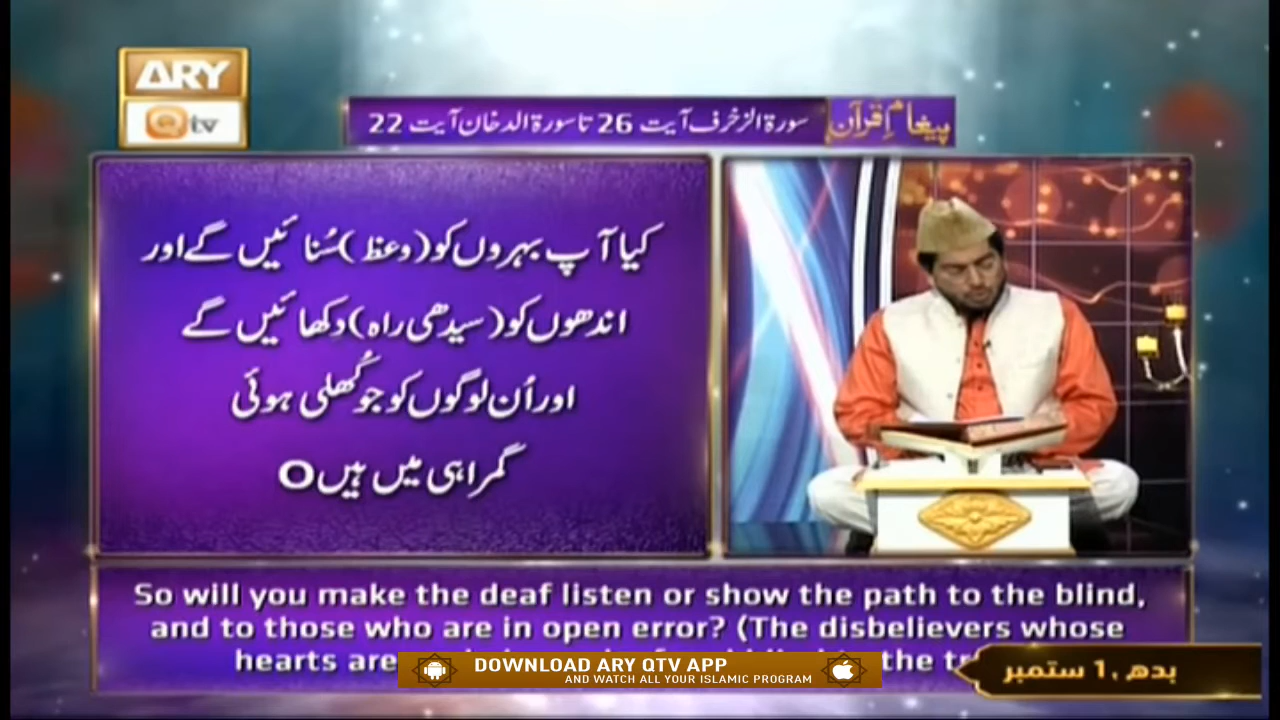 ARY
Qtv
پیغامِ قرآن
سورۃ الزخرف آیت 26 تا سورۃ الدخان آیت 22
کیا آپ بہروں کو (وعظ) سُنائیں گے اور
اندھوں کو (سیدھی راہ) دِکھائیں گے
اور اُن لوگوں کو جو کُھلی ہوئی
گمراہی میں ہیںO
So will you make the deaf listen or show the path to the blind,
and to those who are in open error? (The disbelievers whose
hearts are
the
DOWNLOAD ARY QTV APP
AND WATCH ALL YOUR ISLAMIC PROGRAM
بدھ، 1 ستمبر